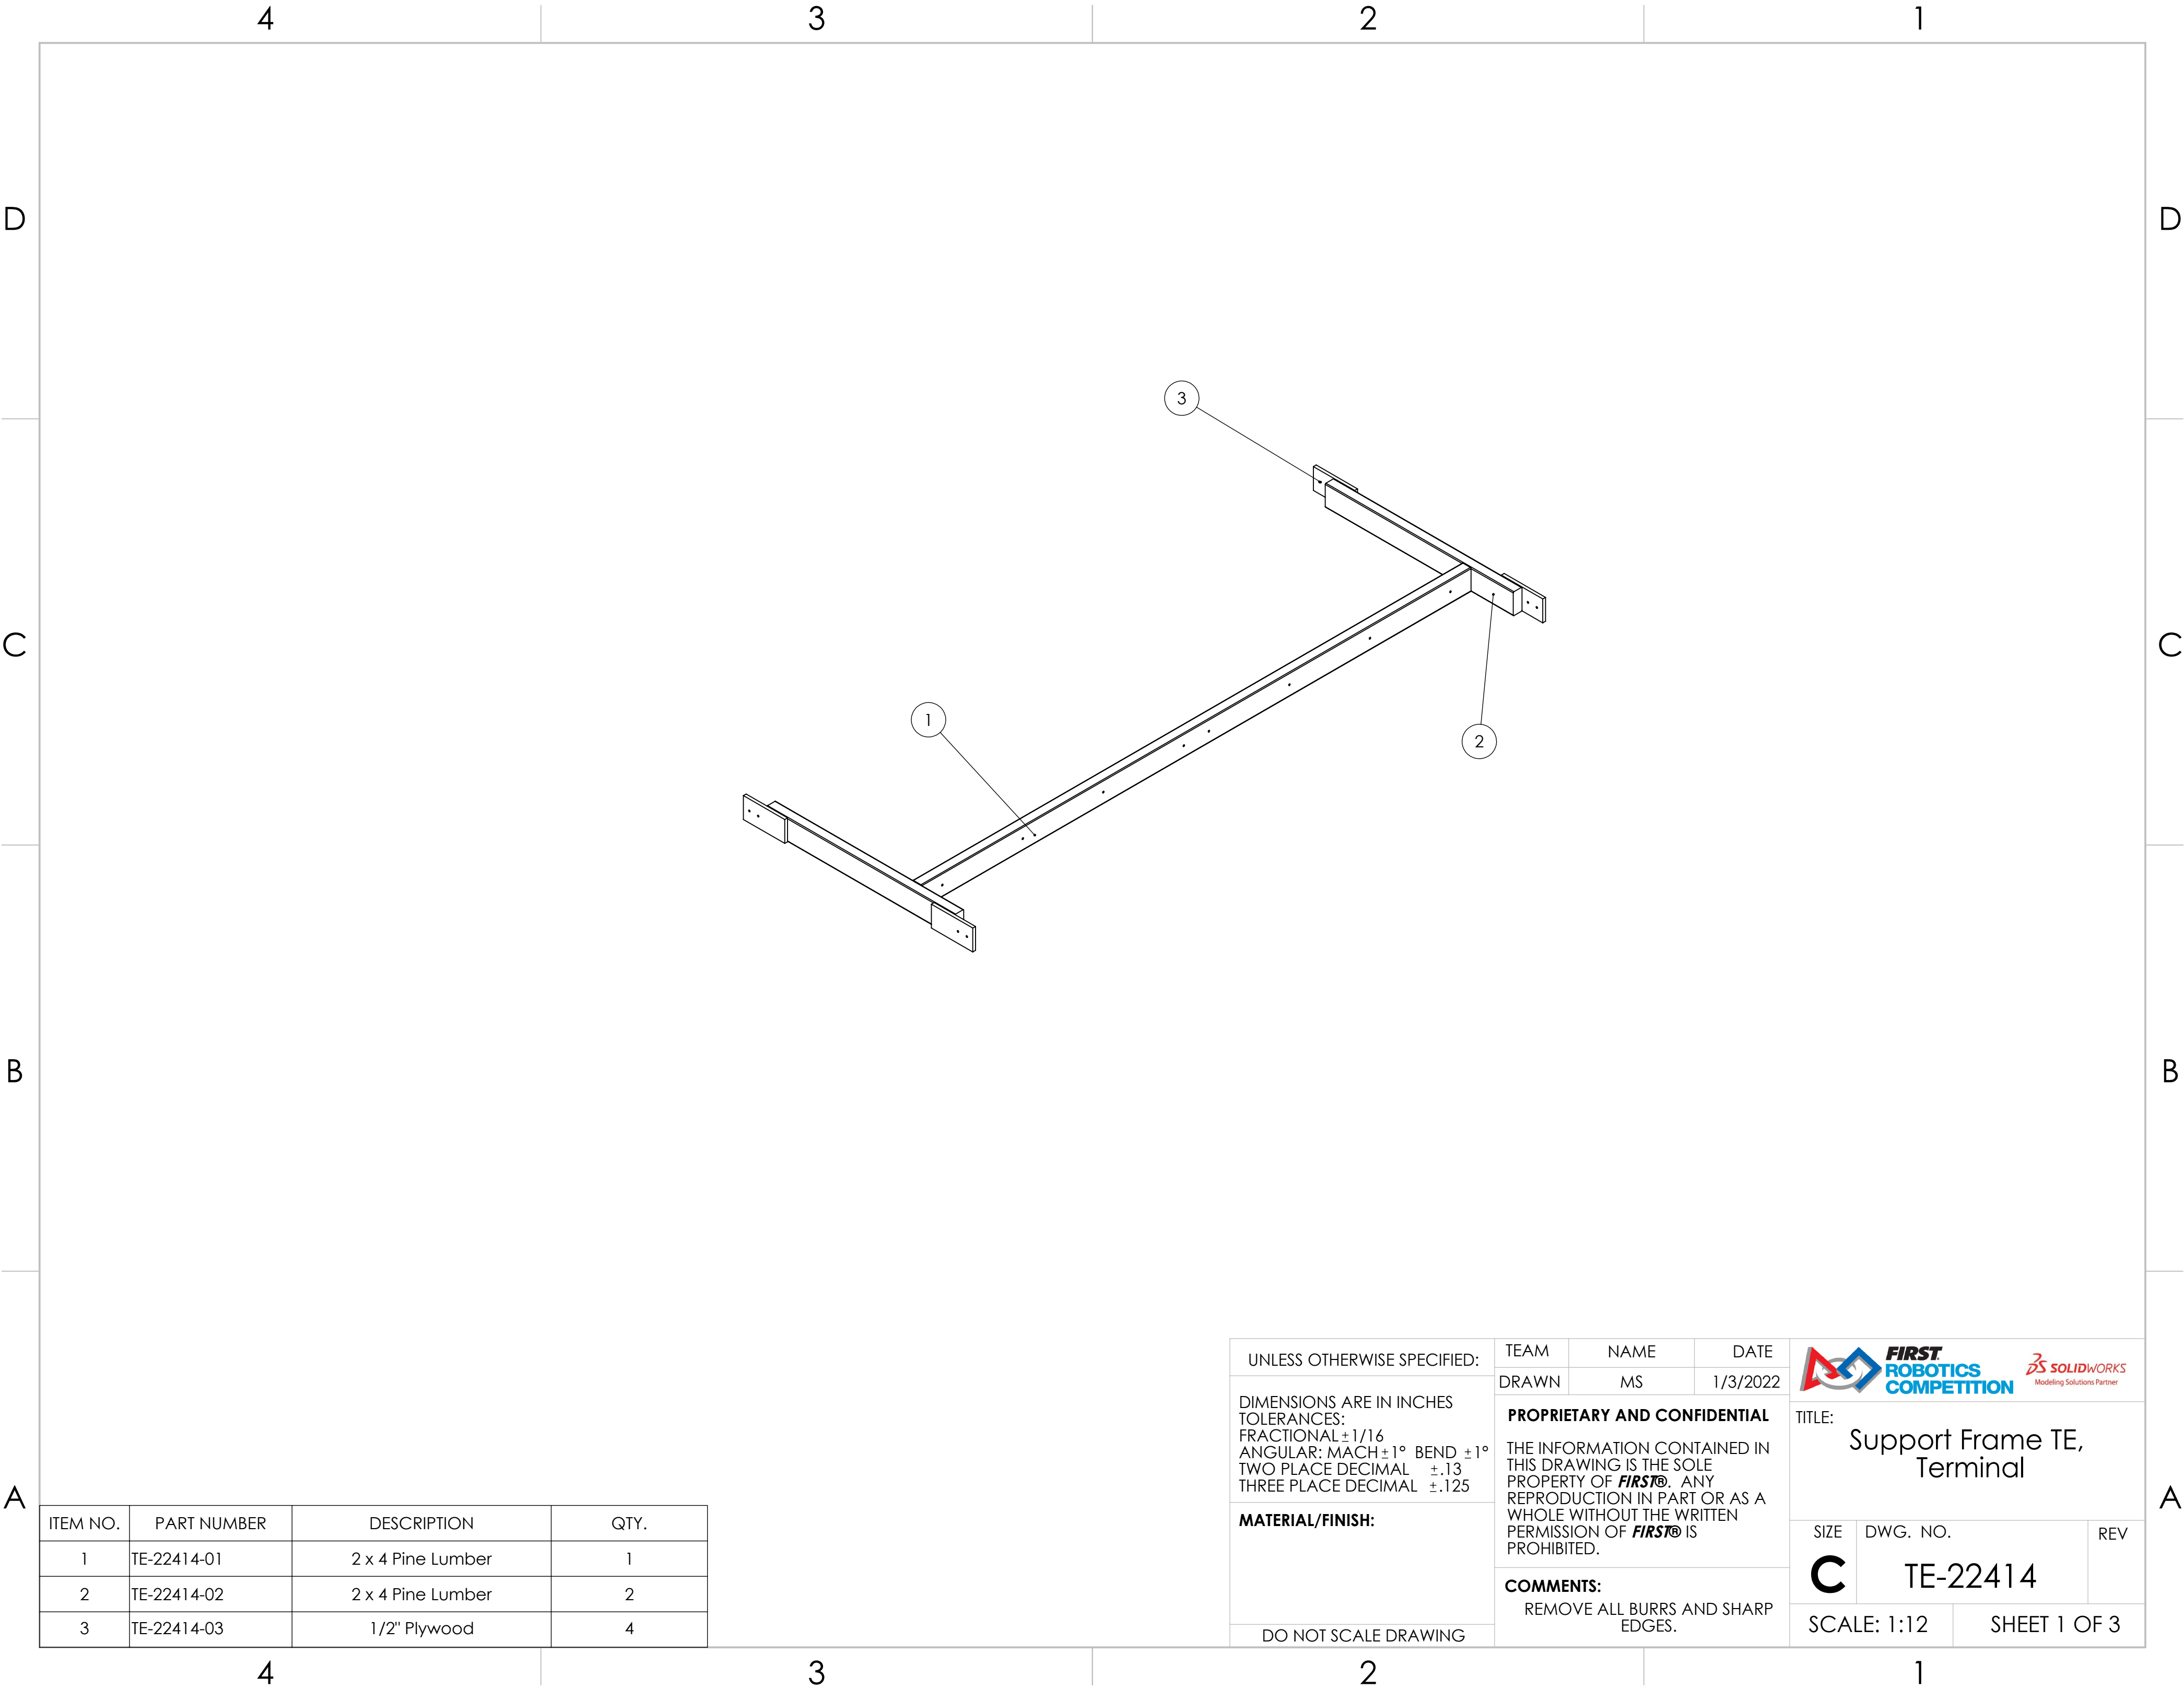 4 3 2 1
D D
C C
B B
A A
3
1
2
ITEM NO. PART NUMBER DESCRIPTION QTY.
1 TE-22414-01 2 x 4 Pine Lumber 1
2 TE-22414-02 2 x 4 Pine Lumber 2
3 TE-22414-03 1/2" Plywood 4
UNLESS OTHERWISE SPECIFIED:
DIMENSIONS ARE IN INCHES
TOLERANCES:
FRACTIONAL±1/16
ANGULAR: MACH±1° BEND ±1°
TWO PLACE DECIMAL ±.13
THREE PLACE DECIMAL ±.125
MATERIAL/FINISH:
DO NOT SCALE DRAWING
TEAM NAME DATE
DRAWN MS 1/3/2022
PROPRIETARY AND CONFIDENTIAL
THE INFORMATION CONTAINED IN
THIS DRAWING IS THE SOLE
PROPERTY OF FIRST®. ANY
REPRODUCTION IN PART OR AS A
WHOLE WITHOUT THE WRITTEN
PERMISSION OF FIRST® IS
PROHIBITED.
COMMENTS:
REMOVE ALL BURRS AND SHARP
EDGES.
FIRST
ROBOTICS
COMPETITION
SOLIDWORKS
Modeling Solutions Partner
TITLE:
Support Frame TE,
Terminal
SIZE DWG. NO. REV
C TE-22414
SCALE: 1:12 SHEET 1 OF 3
4 3 2 1